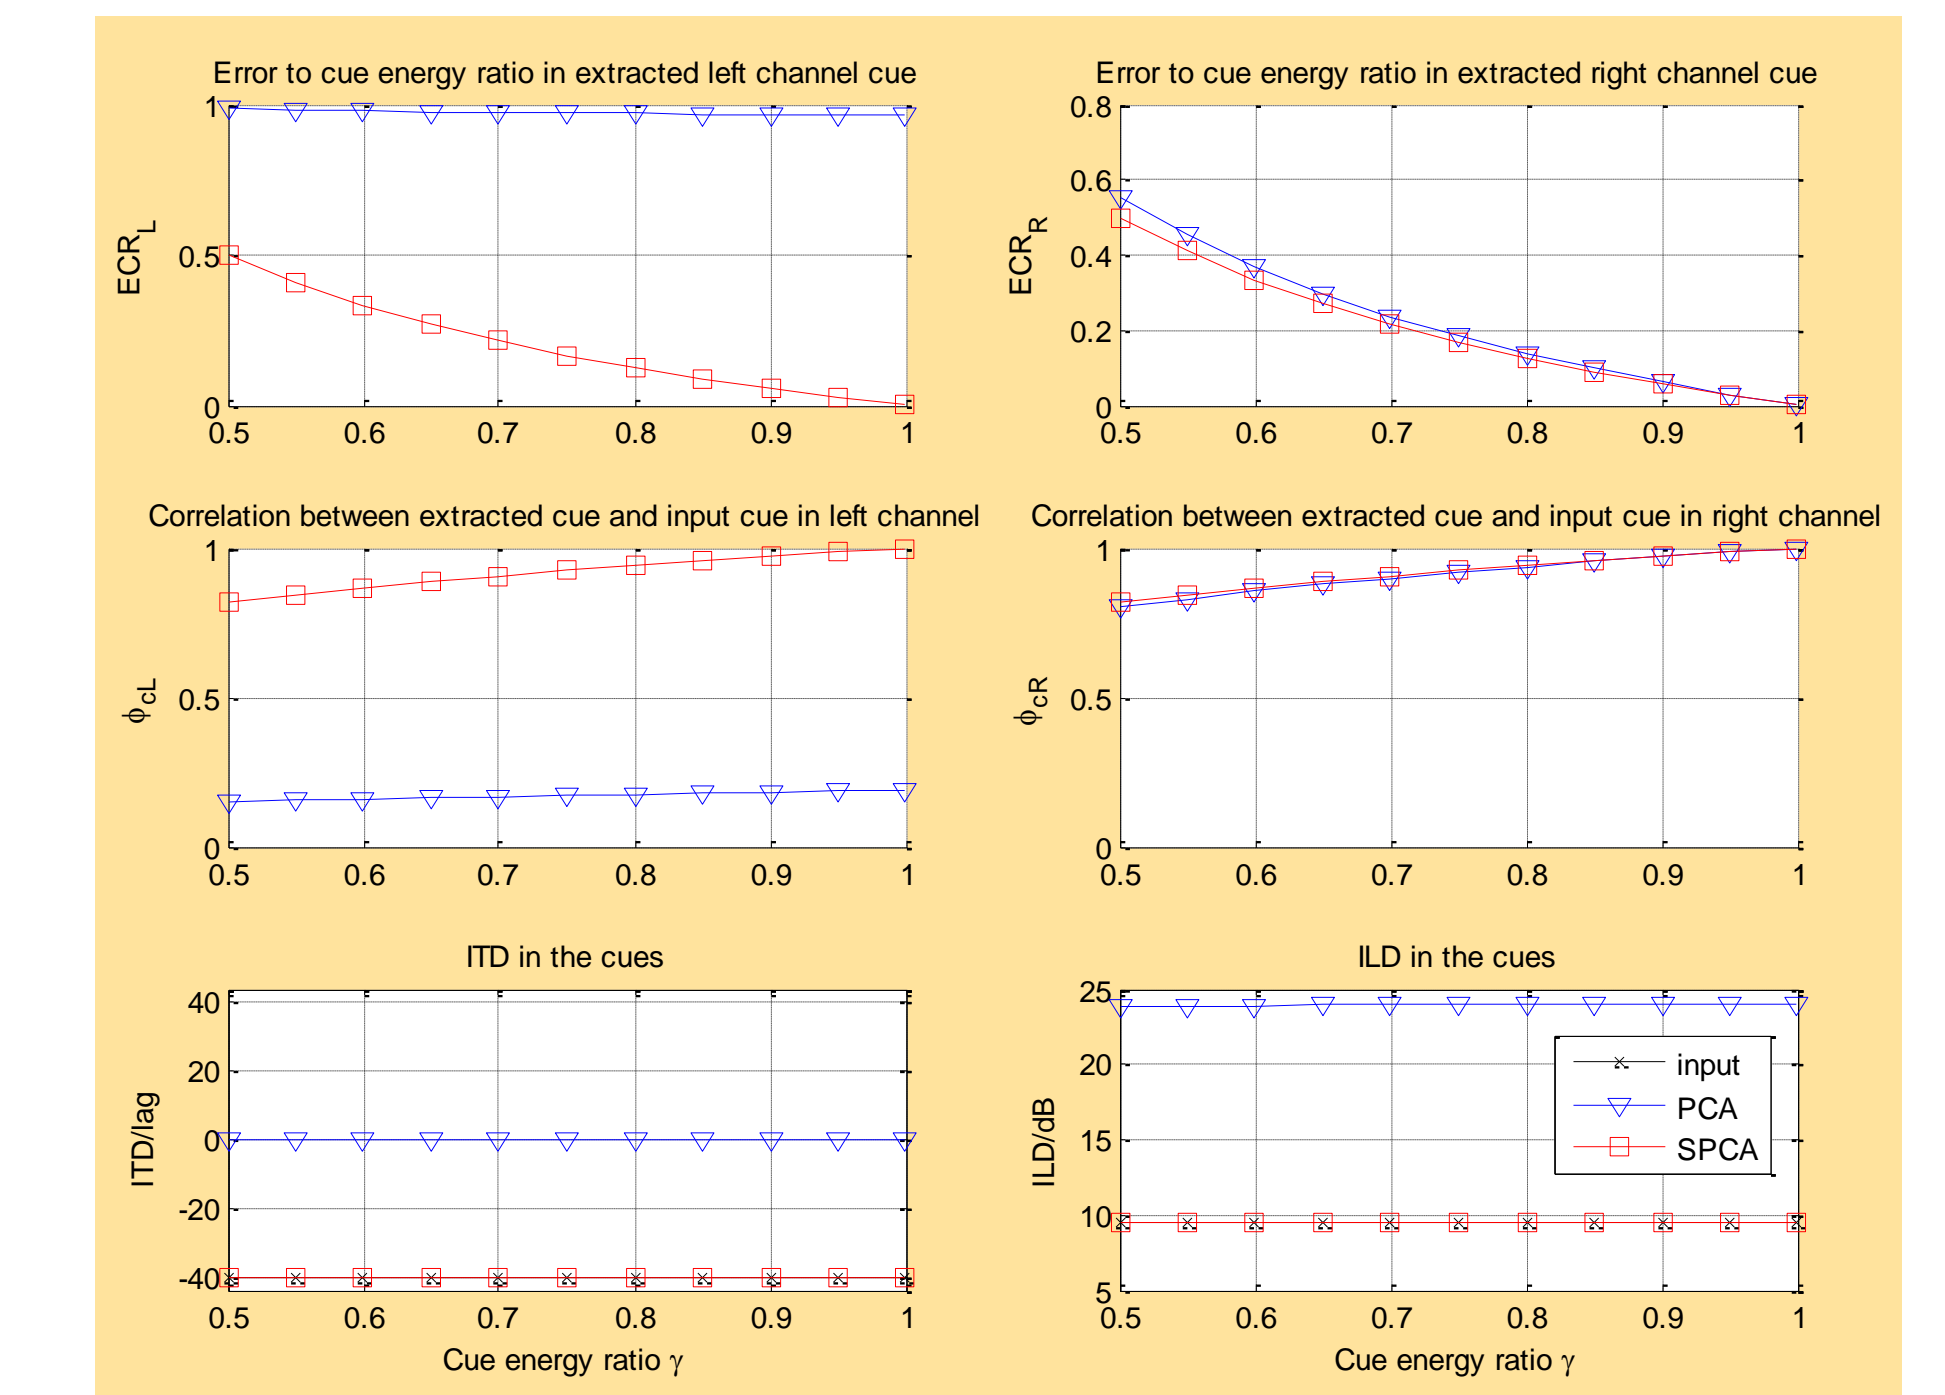 Error to cue energy ratio in extracted left channel cue
1
0.5
0
ECR_L
0.5 0.6 0.7 0.8 0.9 1
Error to cue energy ratio in extracted right channel cue
0.8
0.6
0.4
0.2
0
ECR_R
0.5 0.6 0.7 0.8 0.9 1
Correlation between extracted cue and input cue in left channel
1
0.5
0
ϕ_cL
0.5 0.6 0.7 0.8 0.9 1
Correlation between extracted cue and input cue in right channel
1
0.5
0
ϕ_cR
0.5 0.6 0.7 0.8 0.9 1
ITD in the cues
40
20
0
-20
-40
ITD/lag
0.5 0.6 0.7 0.8 0.9 1
Cue energy ratio γ
ILD in the cues
25
20
15
10
5
ILD/dB
input
PCA
SPCA
0.5 0.6 0.7 0.8 0.9 1
Cue energy ratio γ